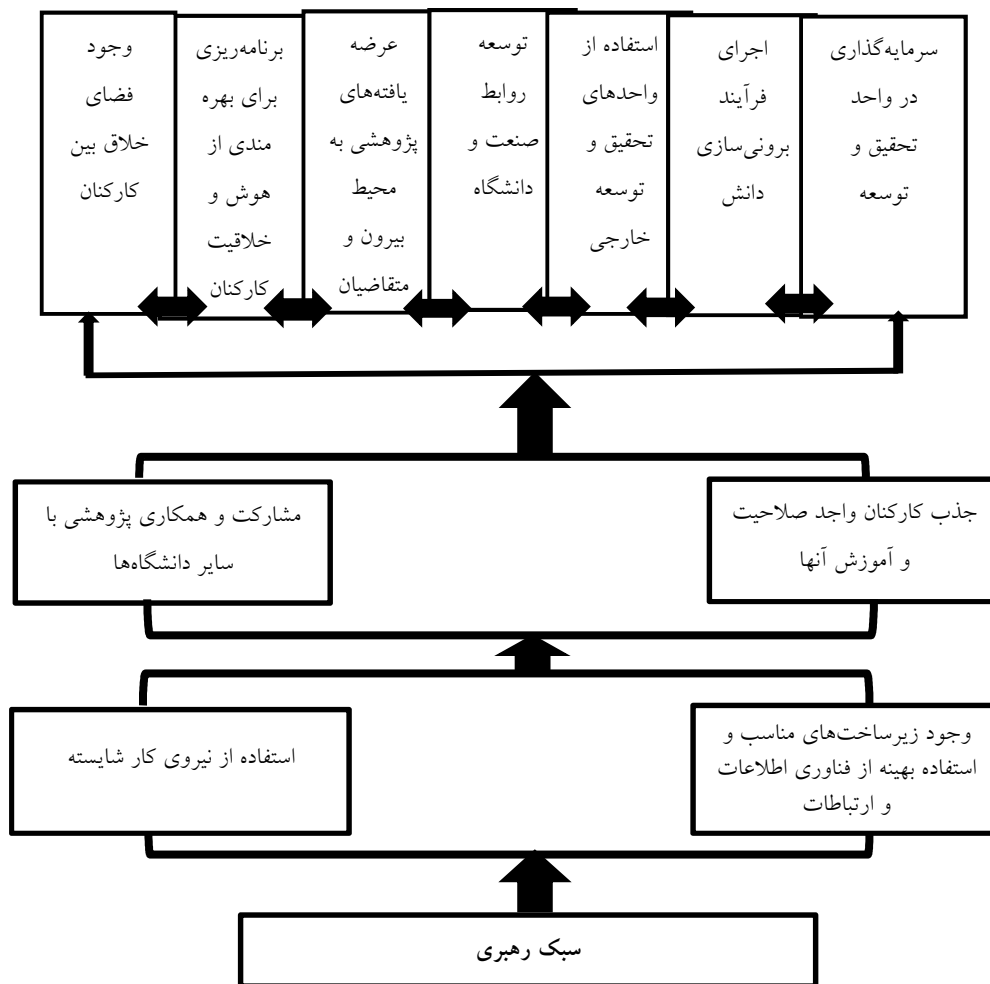 سرمایه‌گذاری
در واحد
تحقیق و
توسعه
اجرای
فرآیند
برونی‌سازی
دانش
استفاده از
واحدهای
تحقیق و
توسعه
خارجی
توسعه
روابط
صنعت و
دانشگاه
عرضه
یافته‌های
پژوهشی به
محیط
بیرون و
متقاضیان
برنامه‌ریزی
برای بهره
مندی از
هوش و
خلاقیت
کارکنان
وجود
فضای
خلاق بین
کارکنان
جذب کارکنان واجد صلاحیت
و آموزش آنها
مشارکت و همکاری پژوهشی با
سایر دانشگاه‌ها
وجود زیرساخت‌های مناسب و
استفاده بهینه از فناوری اطلاعات
و ارتباطات
استفاده از نیروی کار شایسته
سبک رهبری